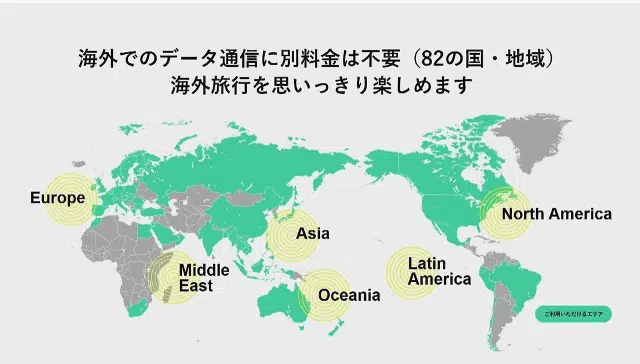 海外でのデータ通信に別料金は不要（82の国・地域）
海外旅行を思いっきり楽しめます
Europe
Asia
North America
Middle
East
Latin
America
Oceania
ご利用いただけるエリア